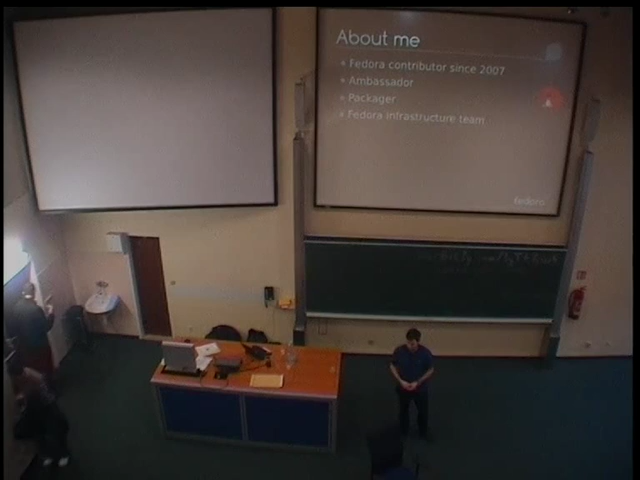 About me
Fedora contributor since 2007
Ambassador
Packager
Fedora infrastructure team
fedora